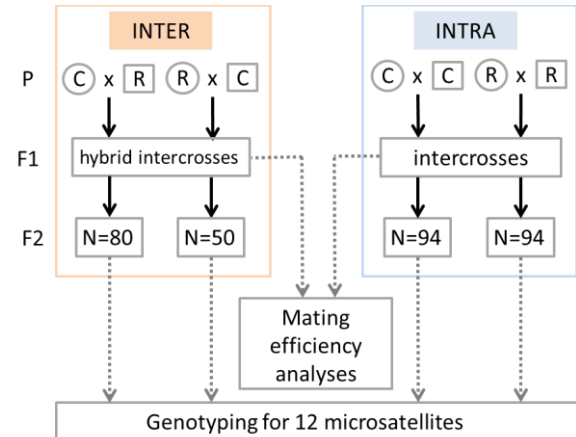 INTER INTRA
P C x R R x C C x C R x R
F1 hybrid intercrosses intercrosses
F2 N=80 N=50 N=94 N=94
Mating
efficiency
analyses
Genotyping for 12 microsatellites